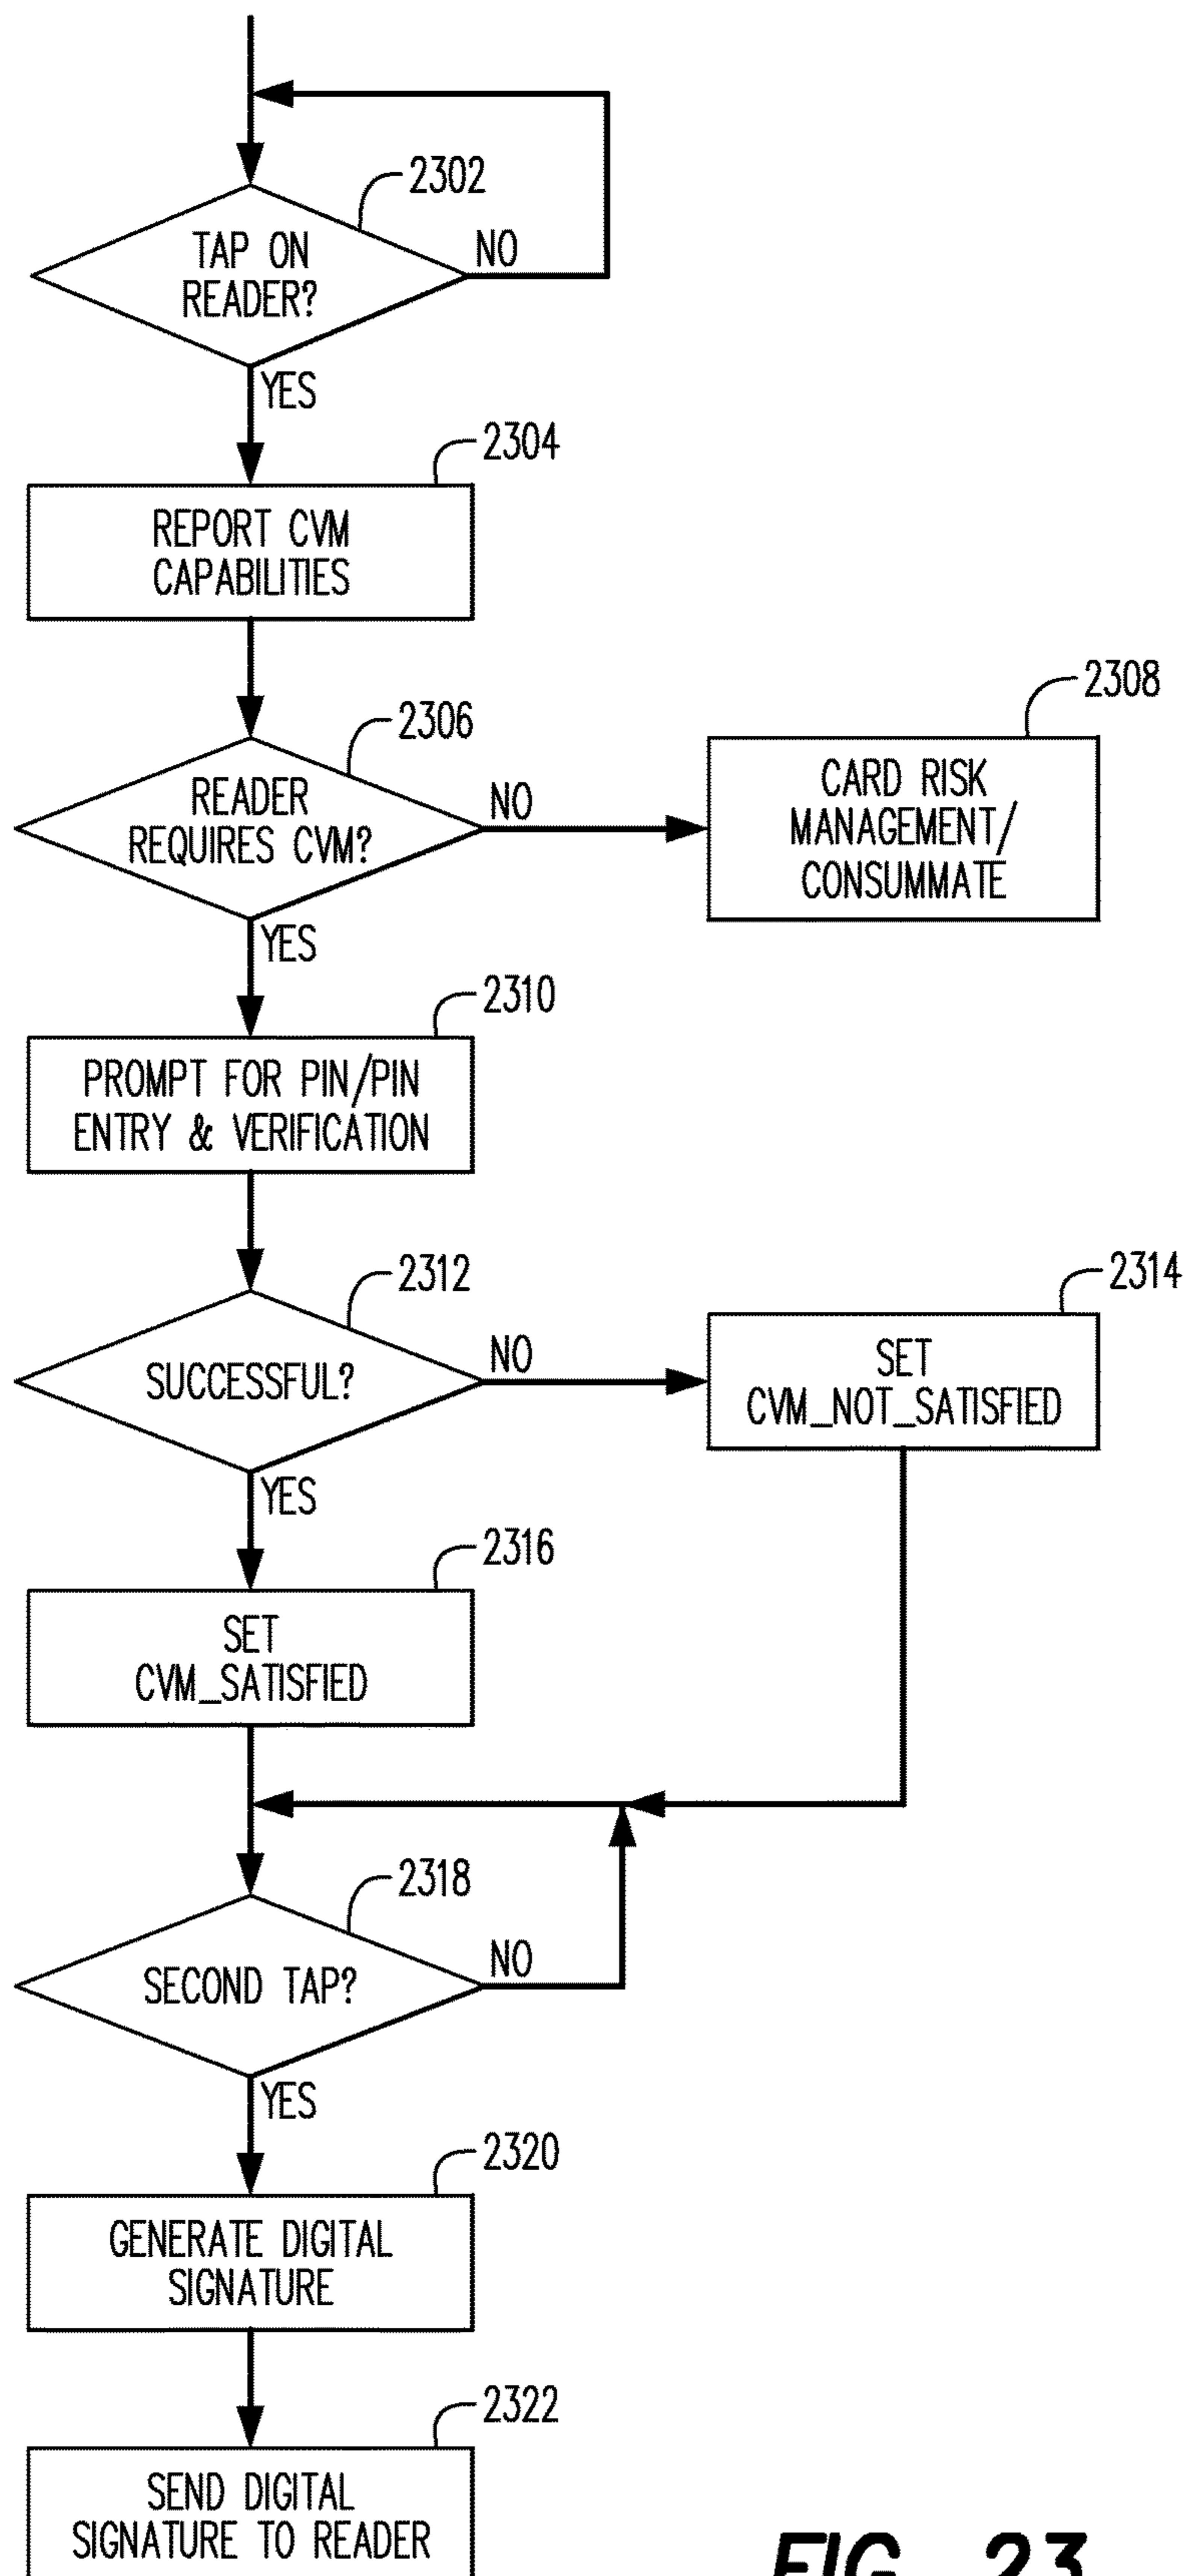 2302
TAP ON
READER?
NO
YES
2304
REPORT CVM
CAPABILITIES
2306
READER
REQUIRES CVM?
NO
2308
CARD RISK
MANAGEMENT/
CONSUMMATE
YES
2310
PROMPT FOR PIN/PIN
ENTRY & VERIFICATION
2312
SUCCESSFUL?
NO
2314
SET
CVM_NOT_SATISFIED
YES
2316
SET
CVM_SATISFIED
2318
SECOND TAP?
NO
YES
2320
GENERATE DIGITAL
SIGNATURE
2322
SEND DIGITAL
SIGNATURE TO READER
FIG. 23